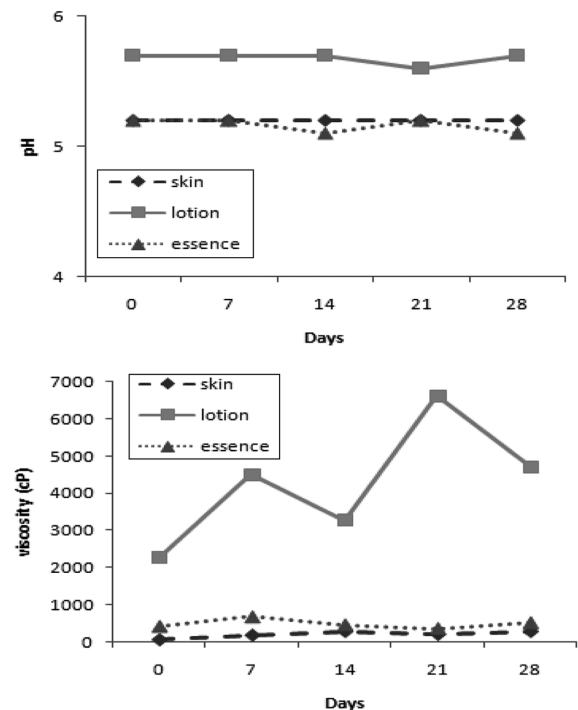 6
5
4
pH
skin
lotion
essence
0 7 14 21 28
Days
7000
6000
5000
4000
3000
2000
1000
0
viscosity (cP)
skin
lotion
essence
0 7 14 21 28
Days